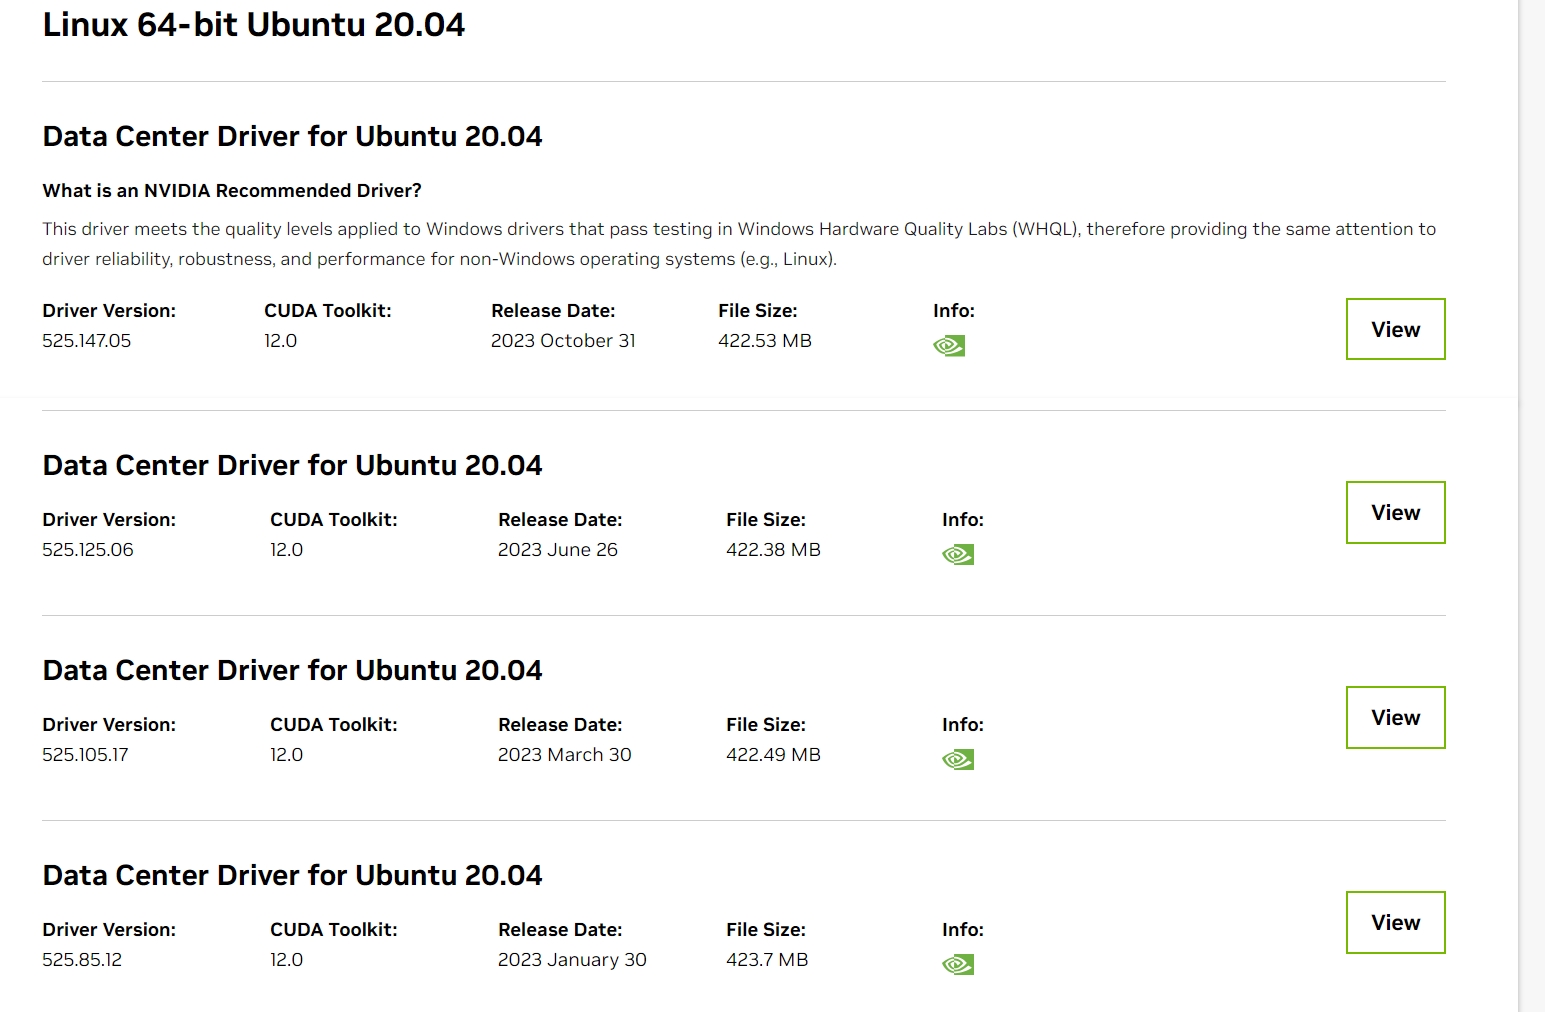 Linux 64-bit Ubuntu 20.04
Data Center Driver for Ubuntu 20.04
What is an NVIDIA Recommended Driver?
This driver meets the quality levels applied to Windows drivers that pass testing in Windows Hardware Quality Labs (WHQL), therefore providing the same attention to
driver reliability, robustness, and performance for non-Windows operating systems (e.g., Linux).
Driver Version: CUDA Toolkit: Release Date: File Size: Info:
525.147.05 12.0 2023 October 31 422.53 MB
View
Data Center Driver for Ubuntu 20.04
Driver Version: CUDA Toolkit: Release Date: File Size: Info:
525.125.06 12.0 2023 June 26 422.38 MB
View
Data Center Driver for Ubuntu 20.04
Driver Version: CUDA Toolkit: Release Date: File Size: Info:
525.105.17 12.0 2023 March 30 422.49 MB
View
Data Center Driver for Ubuntu 20.04
Driver Version: CUDA Toolkit: Release Date: File Size: Info:
525.85.12 12.0 2023 January 30 423.7 MB
View